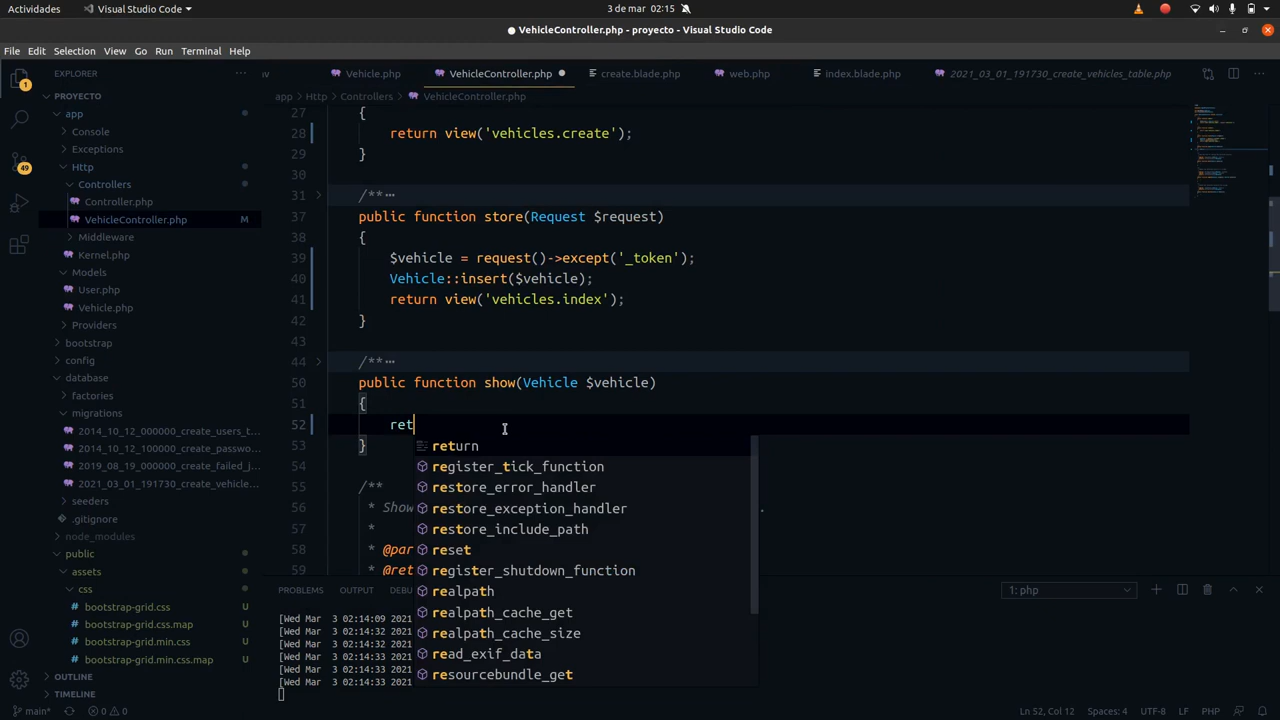 Actividades
Visual Studio Code
3 de mar 02:15
VehicleController.php - proyecto - Visual Studio Code
File Edit Selection View Go Run Terminal Help
EXPLORER
Vehicle.php
VehicleController.php
create.blade.php
web.php
index.blade.php
2021_03_01_191730_create_vehicles_table.php
PROYECTO
app > Http > Controllers > VehicleController.php
app
Console
Exceptions
Http
Controllers
Controller.php
VehicleController.php M
Middleware
Kernel.php
Models
User.php
Vehicle.php
Providers
bootstrap
config
database
factories
migrations
2014_10_12_000000_create_users_t...
2014_10_12_100000_create_passwo...
2019_08_19_000000_create_failed_j...
2021_03_01_191730_create_vehicle...
seeders
.gitignore
node_modules
public
assets
css
bootstrap-grid.css U
bootstrap-grid.css.map U
bootstrap-grid.min.css U
bootstrap-grid.min.css.map U
OUTLINE
TIMELINE
1
49
27 {
28 return view('vehicles.create');
29 }
30
31 /**...
37 public function store(Request $request)
38 {
39 $vehicle = request()->except('_token');
40 Vehicle::insert($vehicle);
41 return view('vehicles.index');
42 }
43
44 /**...
50 public function show(Vehicle $vehicle)
51 {
52 ret
53 }
54
55 /**
56 * Show
57 *
58 * @par
59 * @ret
return
register_tick_function
restore_error_handler
restore_exception_handler
restore_include_path
reset
register_shutdown_function
realpath
realpath_cache_get
realpath_cache_size
read_exif_data
resourcebundle_get
PROBLEMS OUTPUT DEBU
1: php
[Wed Mar 3 02:14:09 2021
[Wed Mar 3 02:14:32 2021
[Wed Mar 3 02:14:32 2021
[Wed Mar 3 02:14:33 2021
[Wed Mar 3 02:14:33 2021
[Wed Mar 3 02:14:33 2021
main* 0 0
Ln 52, Col 12 Spaces: 4 UTF-8 LF PHP